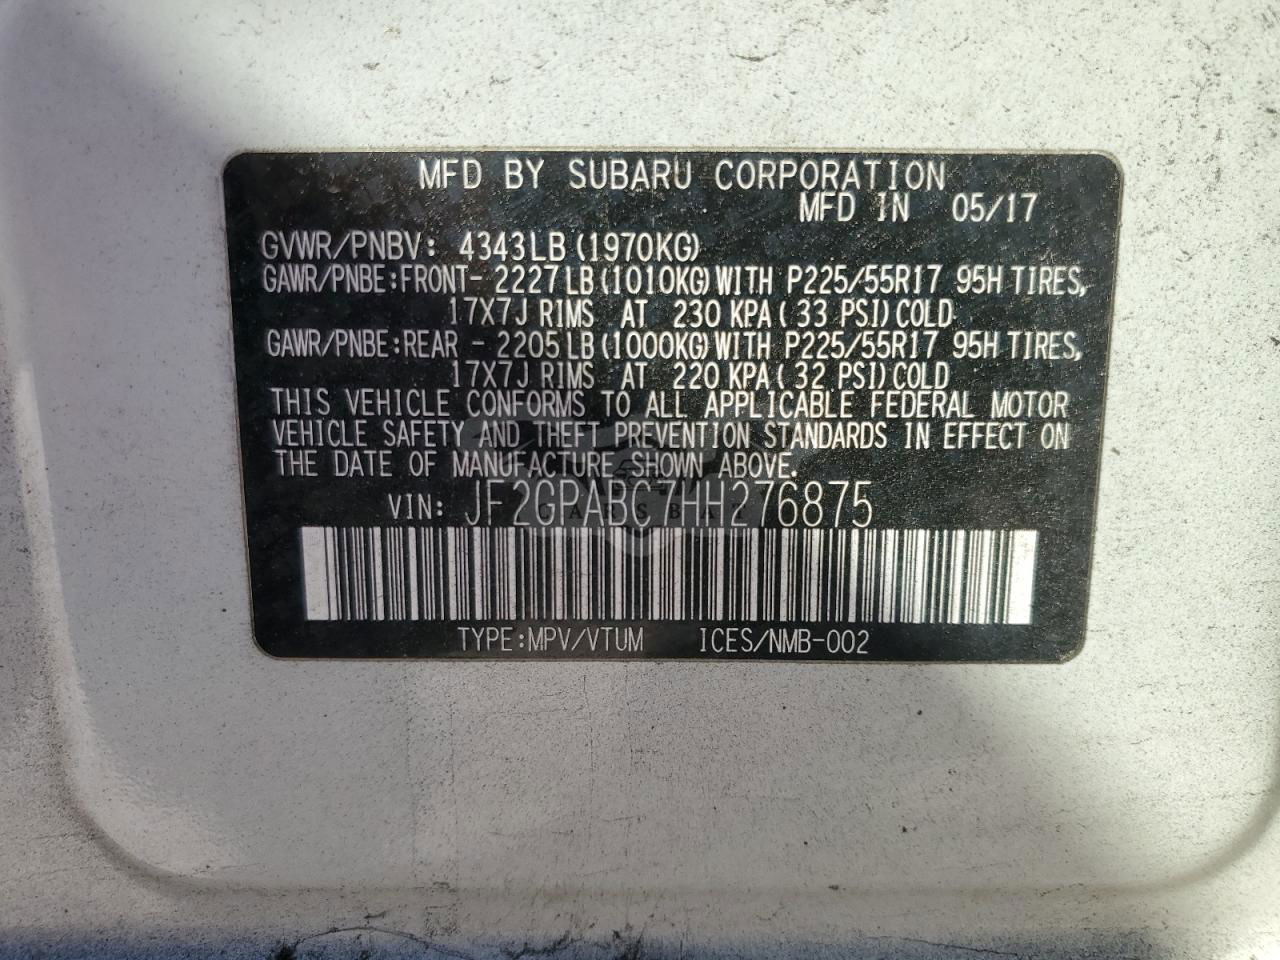 MFD BY SUBARU CORPORATION
MFD IN 05/17
GVWR/PNBV: 4343LB (1970KG)
GAWR/PNBE:FRONT- 2227LB (1010KG) WITH P225/55R17 95H TIRES,
17X7J RIMS AT 230 KPA ( 33 PSI) COLD
GAWR/PNBE:REAR - 2205LB (1000KG) WITH P225/55R17 95H TIRES,
17X7J RIMS AT 220 KPA ( 32 PSI) COLD
THIS VEHICLE CONFORMS TO ALL APPLICABLE FEDERAL MOTOR
VEHICLE SAFETY AND THEFT PREVENTION STANDARDS IN EFFECT ON
THE DATE OF MANUFACTURE SHOWN ABOVE.
VIN: JF2GPABC7HH276875
CARSBAY
TYPE:MPV/VTUM ICES/NMB-002